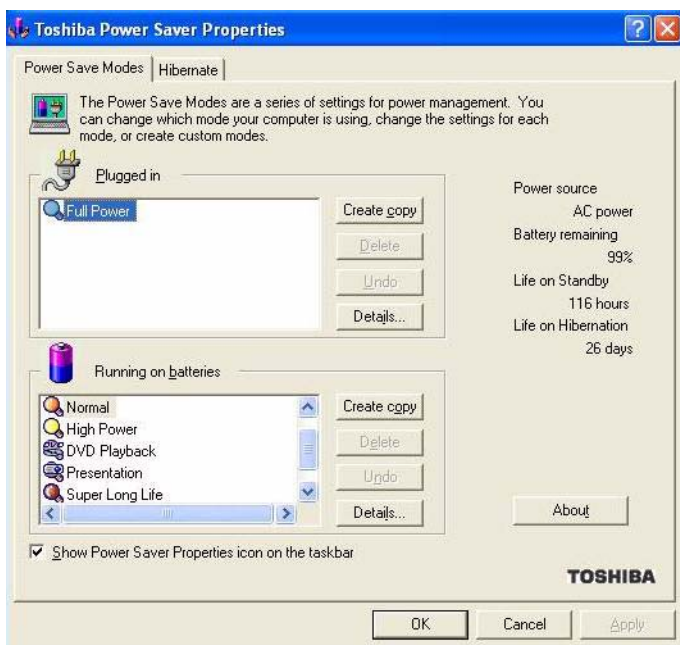 Toshiba Power Saver Properties
Power Save Modes
Hibernate
The Power Save Modes are a series of settings for power management. You
can change which mode your computer is using, change the settings for each
mode, or create custom modes.
Plugged in
Full Power
Create copy
Delete
Undo
Details...
Power source
AC power
Battery remaining
99%
Life on Standby
116 hours
Life on Hibernation
26 days
Running on batteries
Normal
High Power
DVD Playback
Presentation
Super Long Life
Create copy
Delete
Undo
Details...
About
Show Power Saver Properties icon on the taskbar
TOSHIBA
OK
Cancel
Apply